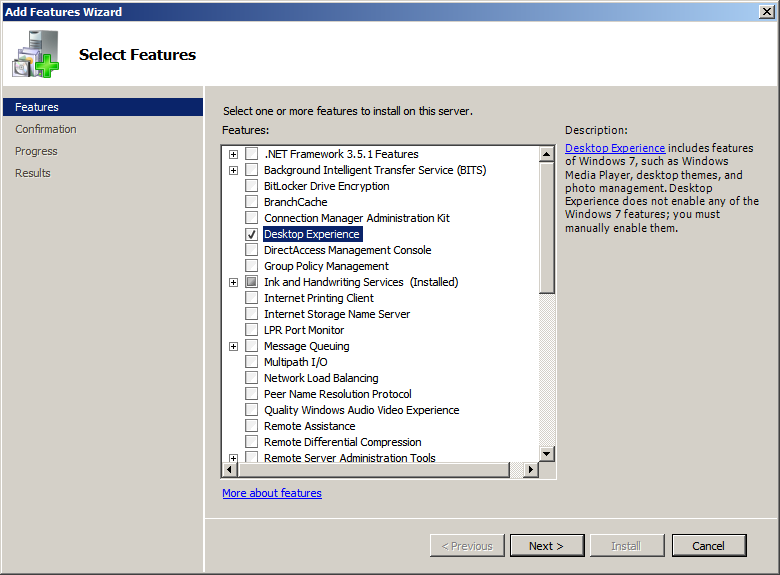 Add Features Wizard
Select Features
Features
Confirmation
Progress
Results
Select one or more features to install on this server.
Features:
.NET Framework 3.5.1 Features
Background Intelligent Transfer Service (BITS)
BitLocker Drive Encryption
BranchCache
Connection Manager Administration Kit
Desktop Experience
DirectAccess Management Console
Group Policy Management
Ink and Handwriting Services (Installed)
Internet Printing Client
Internet Storage Name Server
LPR Port Monitor
Message Queuing
Multipath I/O
Network Load Balancing
Peer Name Resolution Protocol
Quality Windows Audio Video Experience
Remote Assistance
Remote Differential Compression
Remote Server Administration Tools
More about features
Description:
Desktop Experience includes features
of Windows 7, such as Windows
Media Player, desktop themes, and
photo management. Desktop
Experience does not enable any of the
Windows 7 features; you must
manually enable them.
< Previous
Next >
Install
Cancel